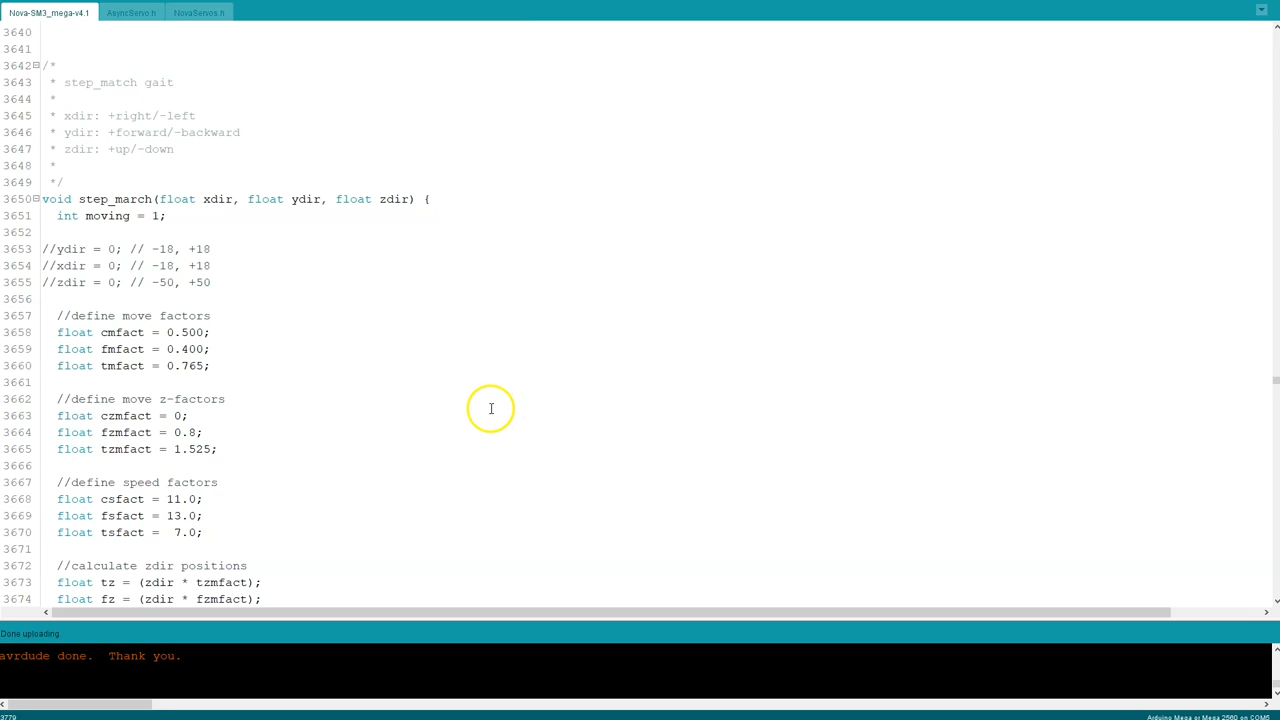 Nova-SM3_mega-v4.1 AsyncServo.h NovaServos.h
3640
3641
3642 /*
3643 * step_match gait
3644 *
3645 * xdir: +right/-left
3646 * ydir: +forward/-backward
3647 * zdir: +up/-down
3648 *
3649 */
3650 void step_march(float xdir, float ydir, float zdir) {
3651 int moving = 1;
3652
3653 //ydir = 0; // -18, +18
3654 //xdir = 0; // -18, +18
3655 //zdir = 0; // -50, +50
3656
3657 //define move factors
3658 float cmfact = 0.500;
3659 float fmfact = 0.400;
3660 float tmfact = 0.765;
3661
3662 //define move z-factors
3663 float czmfact = 0;
3664 float fzmfact = 0.8;
3665 float tzmfact = 1.525;
3666
3667 //define speed factors
3668 float csfact = 11.0;
3669 float fsfact = 13.0;
3670 float tsfact =  7.0;
3671
3672 //calculate zdir positions
3673 float tz = (zdir * tzmfact);
3674 float fz = (zdir * fzmfact);
Done uploading.
avrdude done.  Thank you.
3779 Arduino Mega or Mega 2560 on COM5